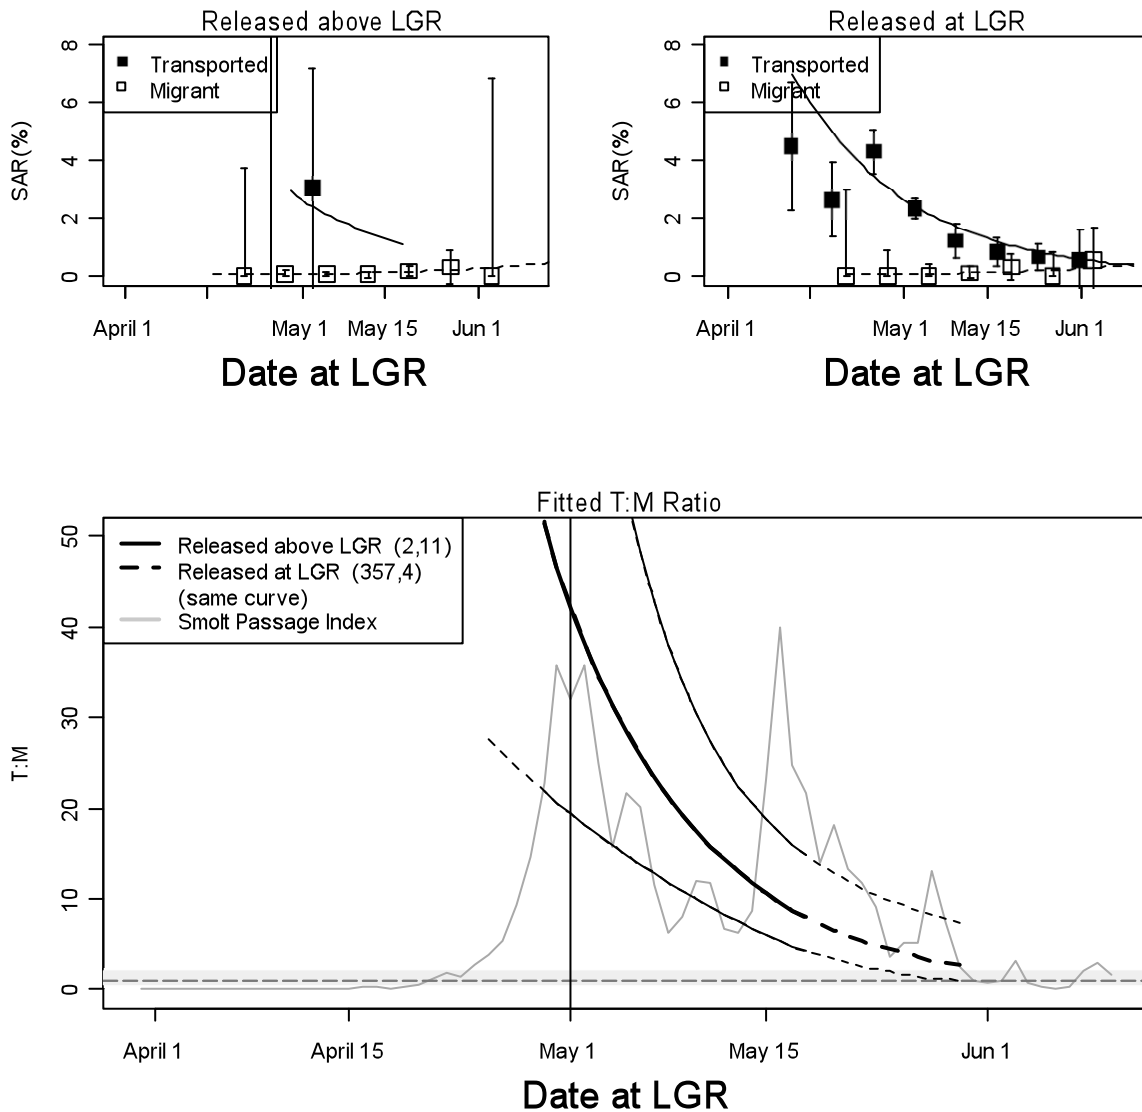 Released above LGR
8
6
4
2
0
SAR(%)
Transported
Migrant
April 1
May 1
May 15
Jun 1
Date at LGR
Released at LGR
8
6
4
2
0
SAR(%)
Transported
Migrant
April 1
May 1
May 15
Jun 1
Date at LGR
Fitted T:M Ratio
50
40
30
20
10
0
T:M
Released above LGR (2,11)
Released at LGR (357,4)
(same curve)
Smolt Passage Index
April 1
April 15
May 1
May 15
Jun 1
Date at LGR